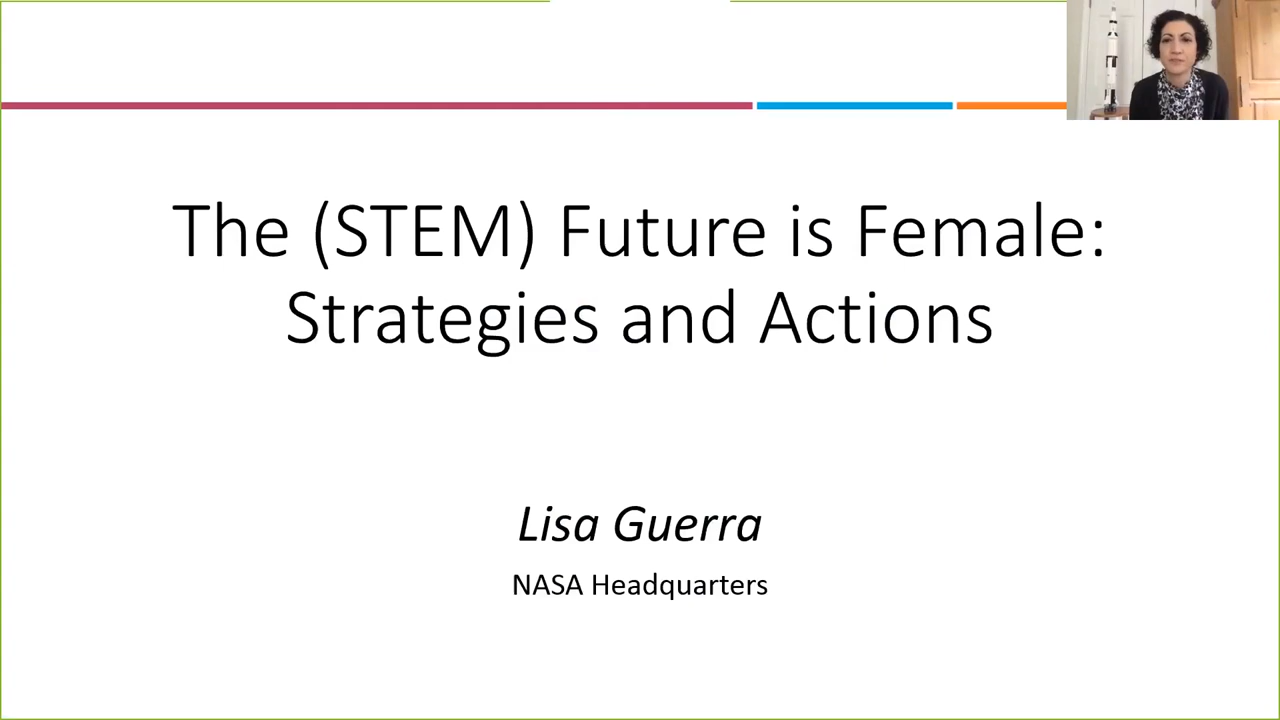 The (STEM) Future is Female:
Strategies and Actions
Lisa Guerra
NASA Headquarters